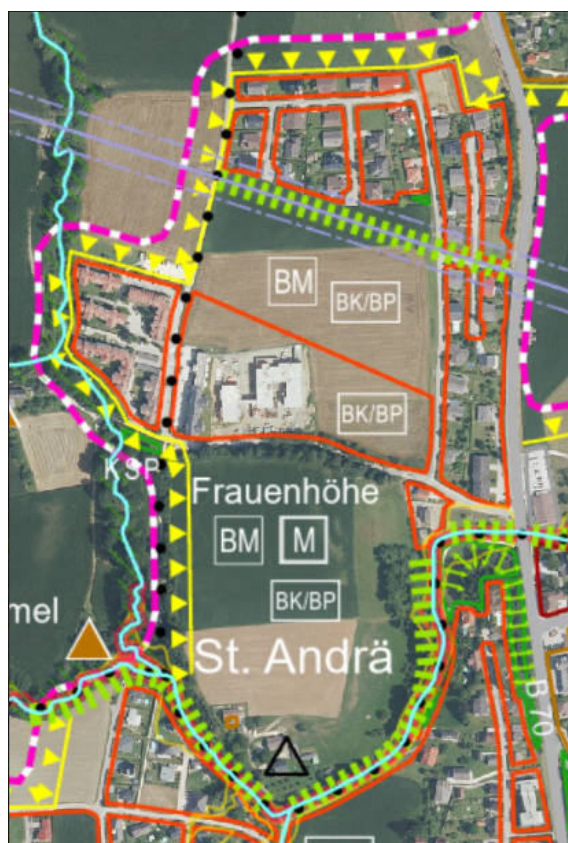 BM
BK/BP
BK/BP
KSP
Frauenhöhe
BM M
BK/BP
mel
St. Andrä
B 70